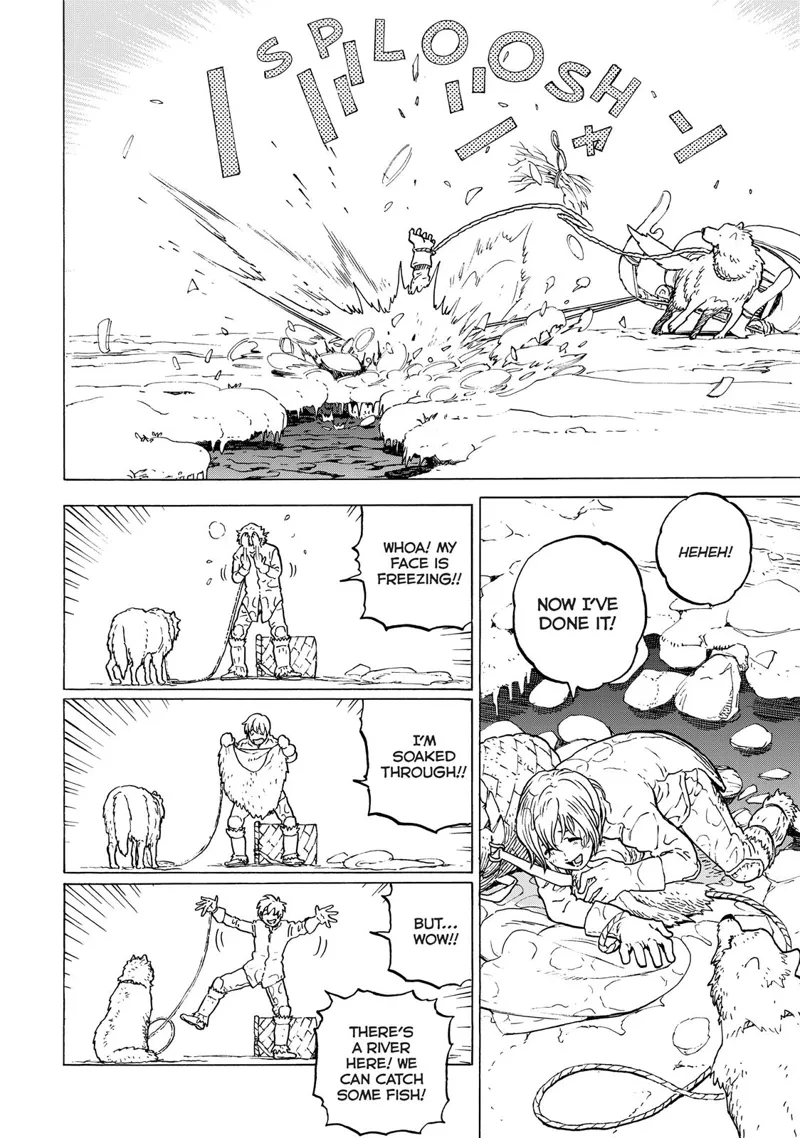 SPLOOSH
HEHEH!
NOW I'VE
DONE IT!
WHOA! MY
FACE IS
FREEZING!!
I'M
SOAKED
THROUGH!!
BUT...
WOW!!
THERE'S
A RIVER
HERE! WE
CAN CATCH
SOME FISH!